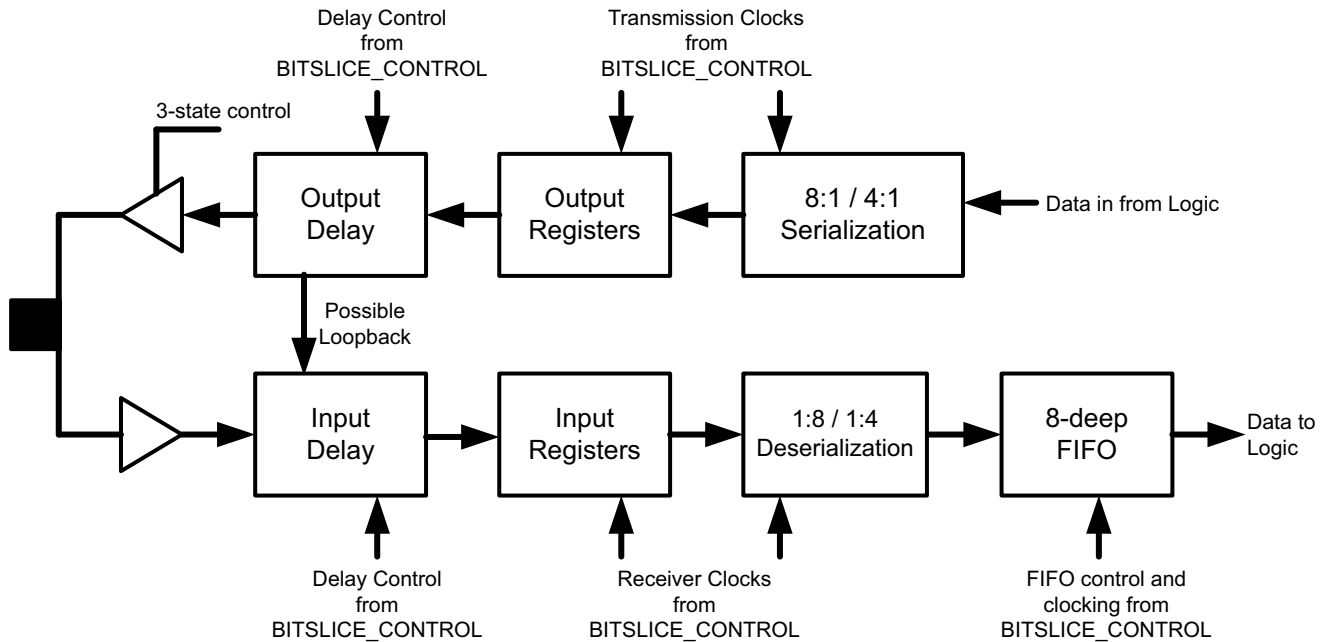 Delay Control
from
BITSLICE_CONTROL
Transmission Clocks
from
BITSLICE_CONTROL
3-state control
Output
Delay
Output
Registers
8:1 / 4:1
Serialization
Data in from Logic
Possible
Loopback
Input
Delay
Input
Registers
1:8 / 1:4
Deserialization
8-deep
FIFO
Data to
Logic
Delay Control
from
BITSLICE_CONTROL
Receiver Clocks
from
BITSLICE_CONTROL
FIFO control and
clocking from
BITSLICE_CONTROL